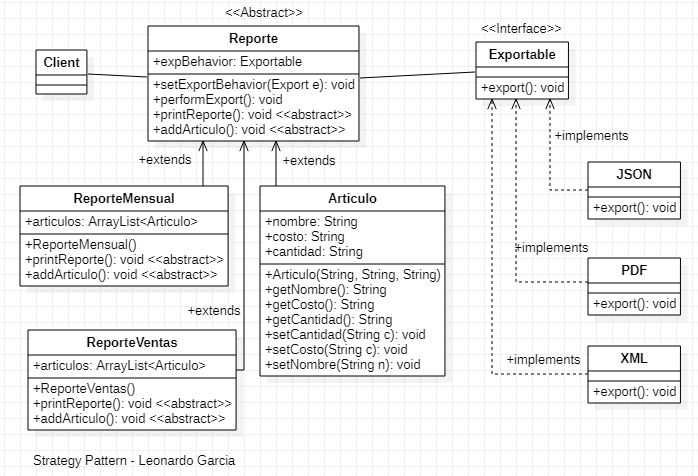 <<Abstract>>
Reporte
+expBehavior: Exportable
+setExportBehavior(Export e): void
+performExport(): void
+printReporte(): void <<abstract>>
+addArticulo(): void <<abstract>>
Client
<<Interface>>
Exportable
+export(): void
+extends
+extends
+implements
ReporteMensual
+articulos: ArrayList<Articulo>
+ReporteMensual()
+printReporte(): void <<abstract>>
+addArticulo(): void <<abstract>>
Articulo
+nombre: String
+costo: String
+cantidad: String
+Articulo(String, String, String)
+getNombre(): String
+getCosto(): String
+getCantidad(): String
+setCantidad(String c): void
+setCosto(String c): void
+setNombre(String n): void
JSON
+export(): void
+implements
PDF
+export(): void
+extends
ReporteVentas
+articulos: ArrayList<Articulo>
+ReporteVentas()
+printReporte(): void <<abstract>>
+addArticulo(): void <<abstract>>
+implements
XML
+export(): void
Strategy Pattern - Leonardo Garcia